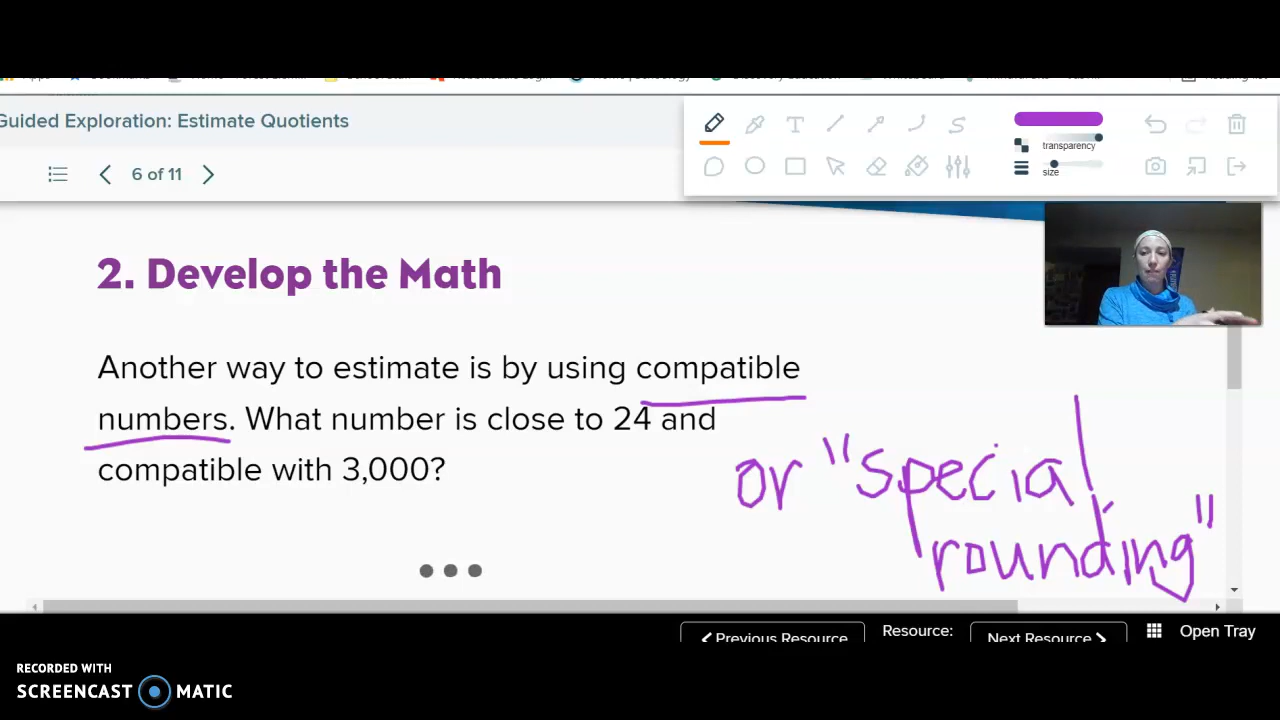 Guided Exploration: Estimate Quotients
transparency
6 of 11
size
2. Develop the Math
Another way to estimate is by using compatible
numbers. What number is close to 24 and
compatible with 3,000?
or "special
rounding"
Previous Resource
Resource:
Next Resource
Open Tray
RECORDED WITH
SCREENCAST MATIC